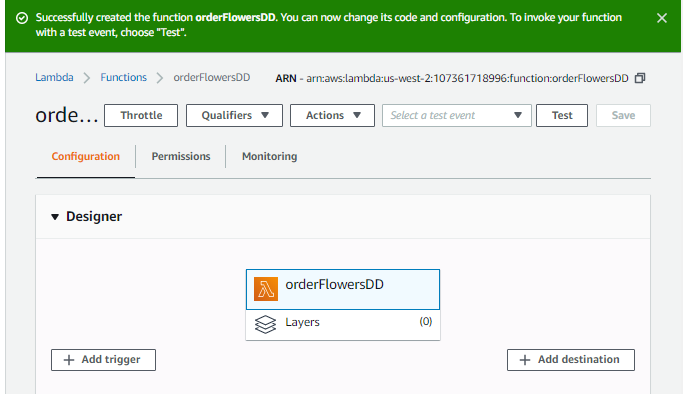 Successfully created the function orderFlowersDD. You can now change its code and configuration. To invoke your function
with a test event, choose "Test".
Lambda > Functions > orderFlowersDD ARN - arn:aws:lambda:us-west-2:107361718996:function:orderFlowersDD
orde... Throttle Qualifiers Actions Select a test event Test Save
Configuration Permissions Monitoring
Designer
orderFlowersDD
Layers (0)
+ Add trigger + Add destination